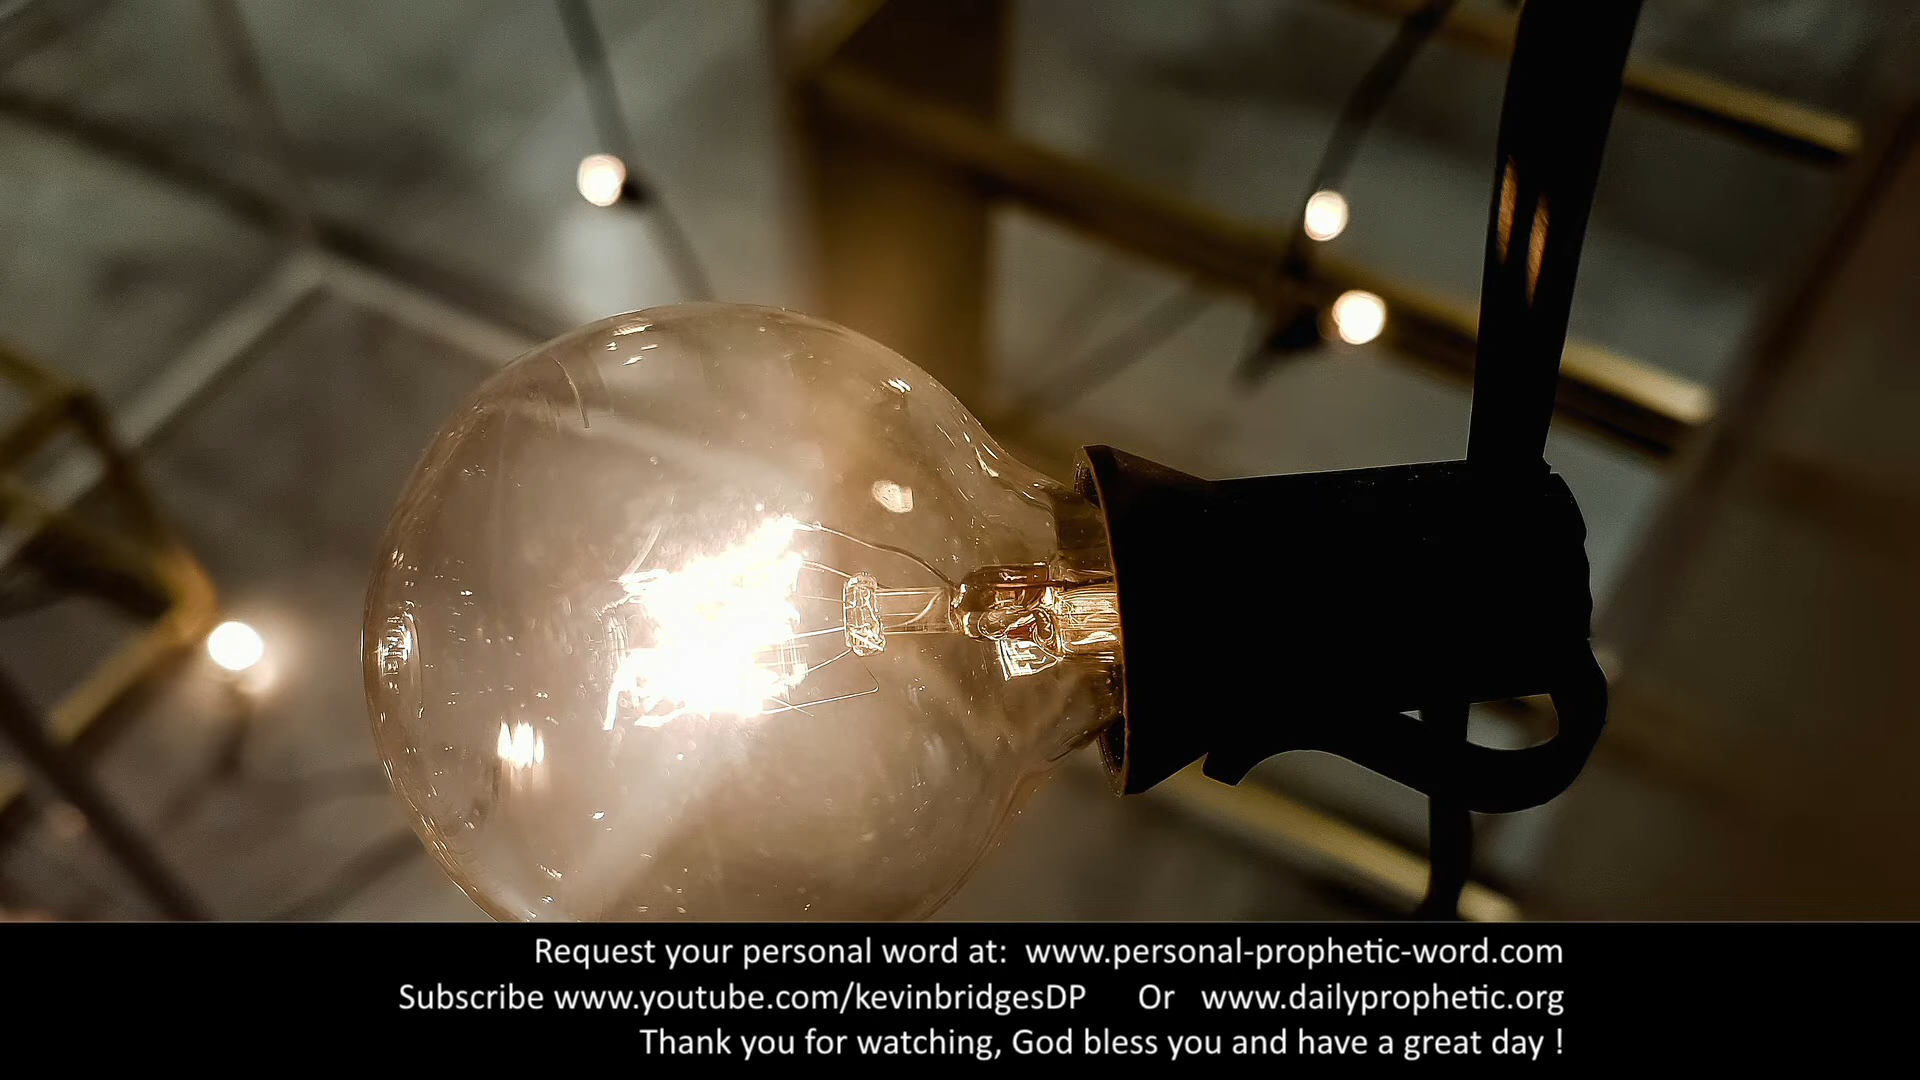 Request your personal word at: www.personal-prophetic-word.com
Subscribe www.youtube.com/kevinbridgesDP Or www.dailyprophetic.org
Thank you for watching, God bless you and have a great day !